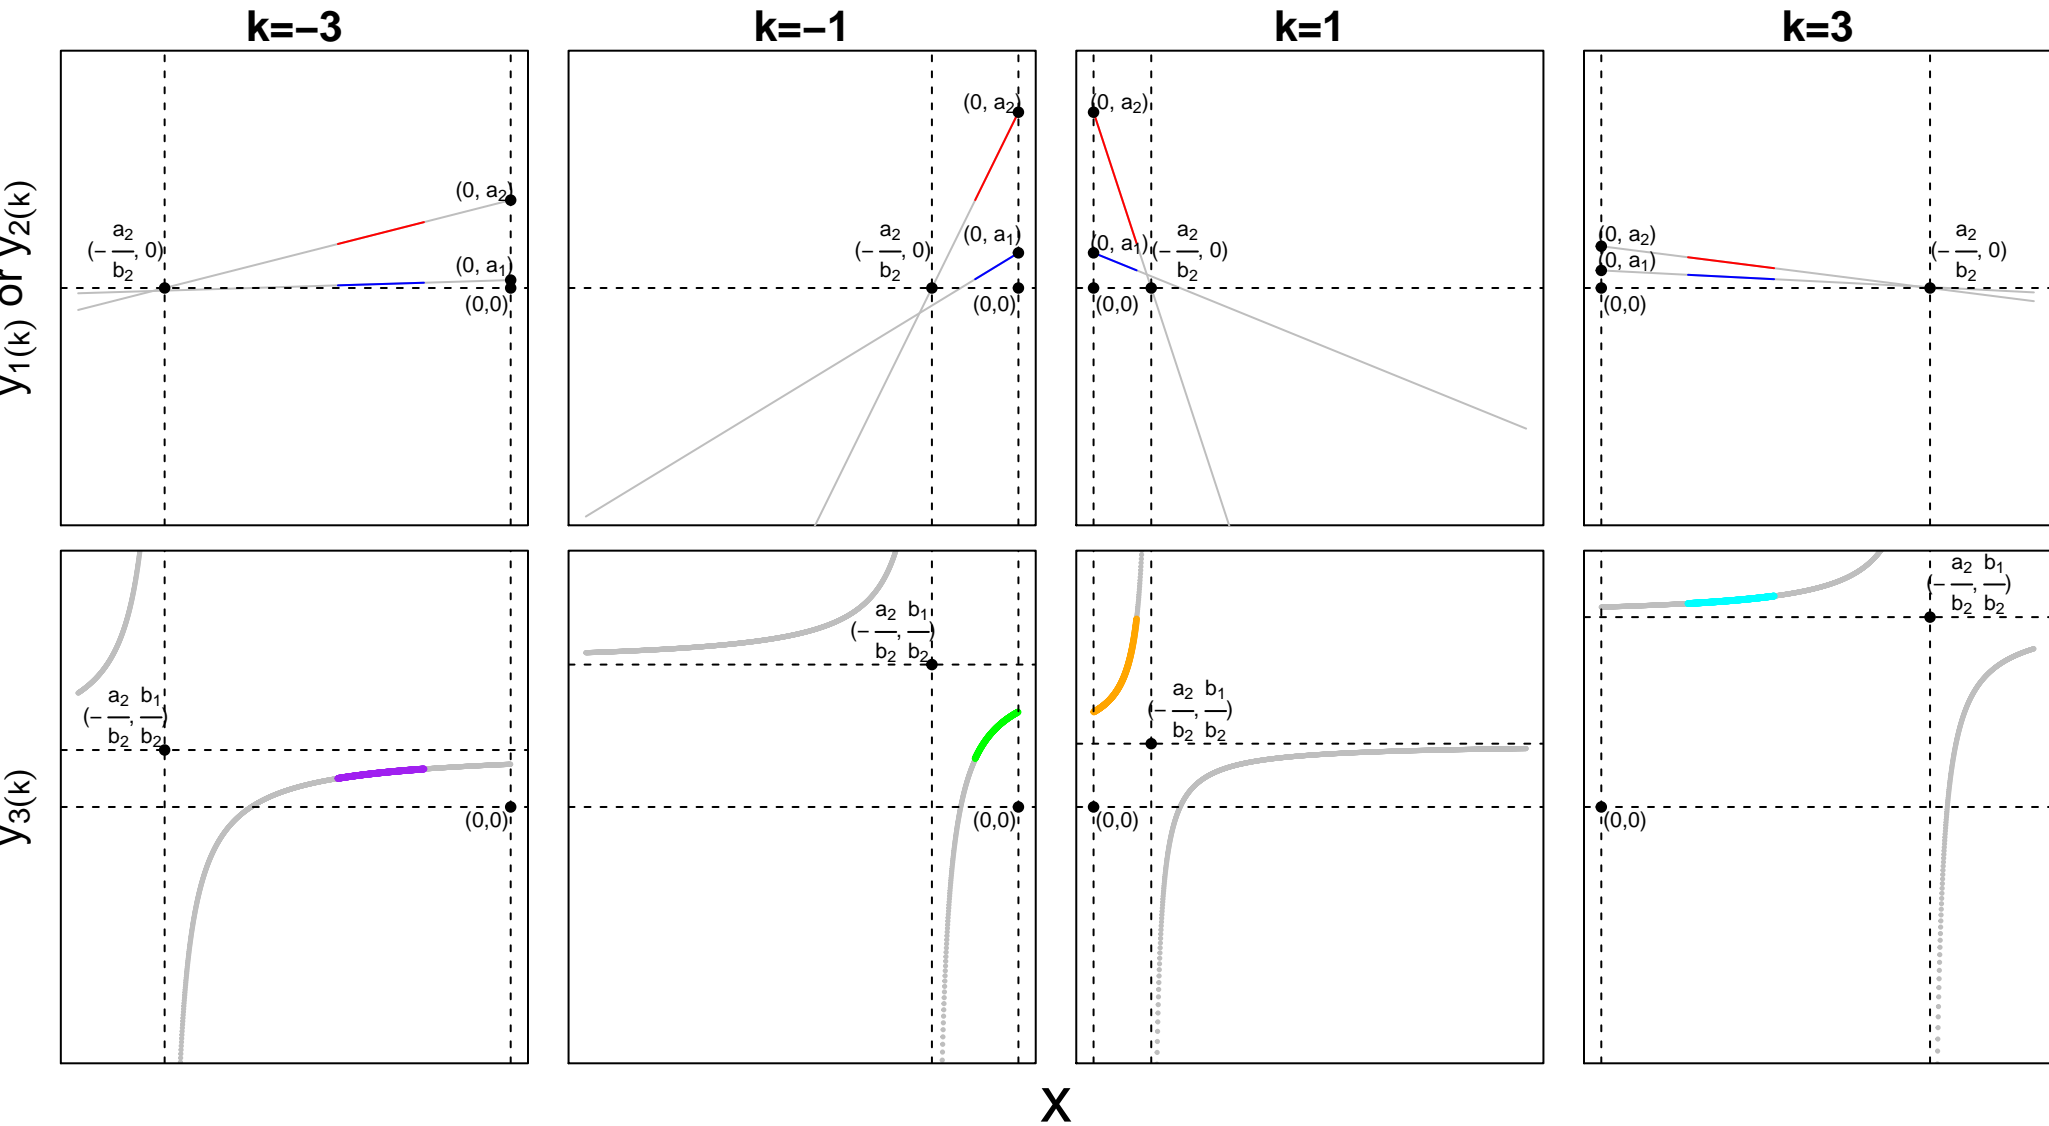 k=−3 k=−1 k=1 k=3
y1(k) or y2(k)
(0, a2)
(0, a1)
(0,0)
(− a2/b2, 0)
(0, a2)
(0, a1)
(0,0)
(− a2/b2, 0)
(0, a2)
(0, a1)
(0,0)
(− a2/b2, 0)
(0, a2)
(0, a1)
(0,0)
(− a2/b2, 0)
y3(k)
(− a2/b2, b1/b2)
(0,0)
(− a2/b2, b1/b2)
(0,0)
(− a2/b2, b1/b2)
(0,0)
(− a2/b2, b1/b2)
(0,0)
X